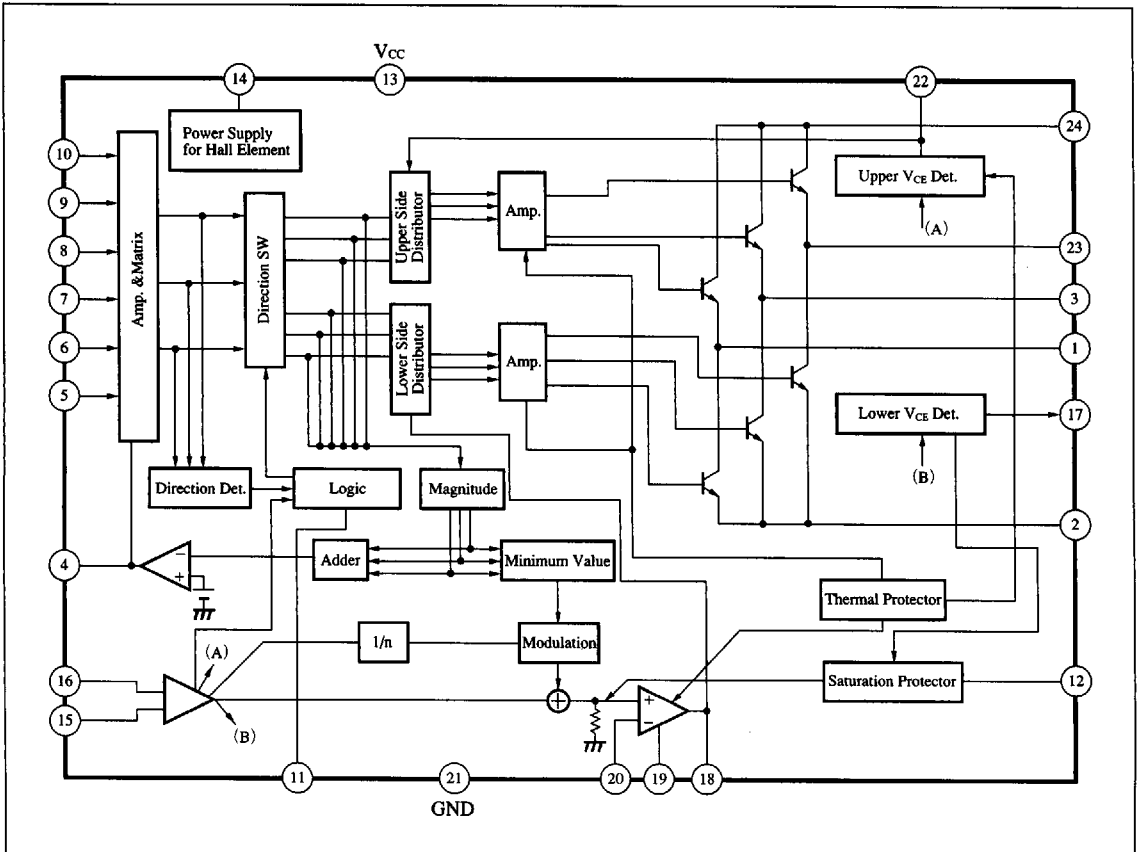 VCC
14
13
22
Power Supply
for Hall Element
24
10
Upper VCE Det.
Amp. &Matrix
Direction SW
Upper Side
Distributor
Amp.
9
(A)
8
23
7
3
6
Lower Side
Distributor
Amp.
1
5
Lower VCE Det.
17
(B)
Direction Det.
Logic
Magnitude
2
4
−
+
Adder
Minimum Value
Thermal Protector
(A)
1/n
Modulation
16
Saturation Protector
12
15
(B)
+
+
−
11
21
20
19
18
GND